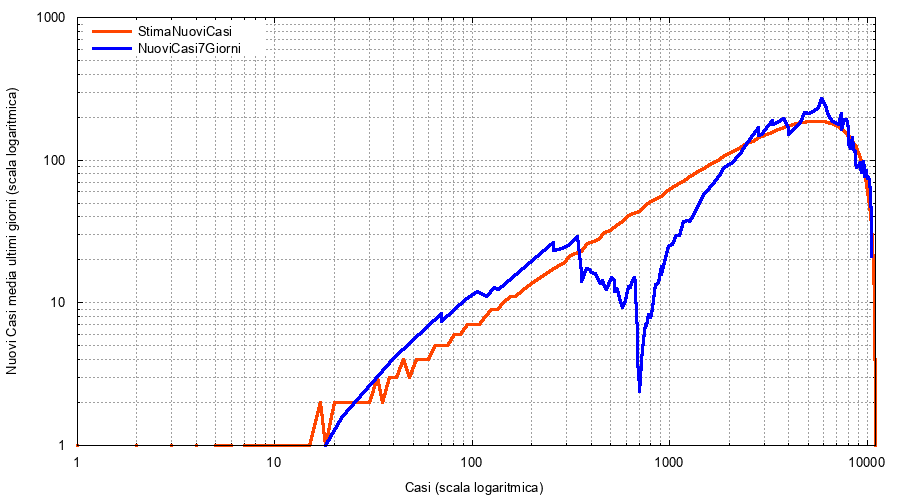 1000
StimaNuoviCasi
NuoviCasi7Giorni
100
10
1
Nuovi Casi media ultimi giorni (scala logaritmica)
1 10 100 1000 10000
Casi (scala logaritmica)